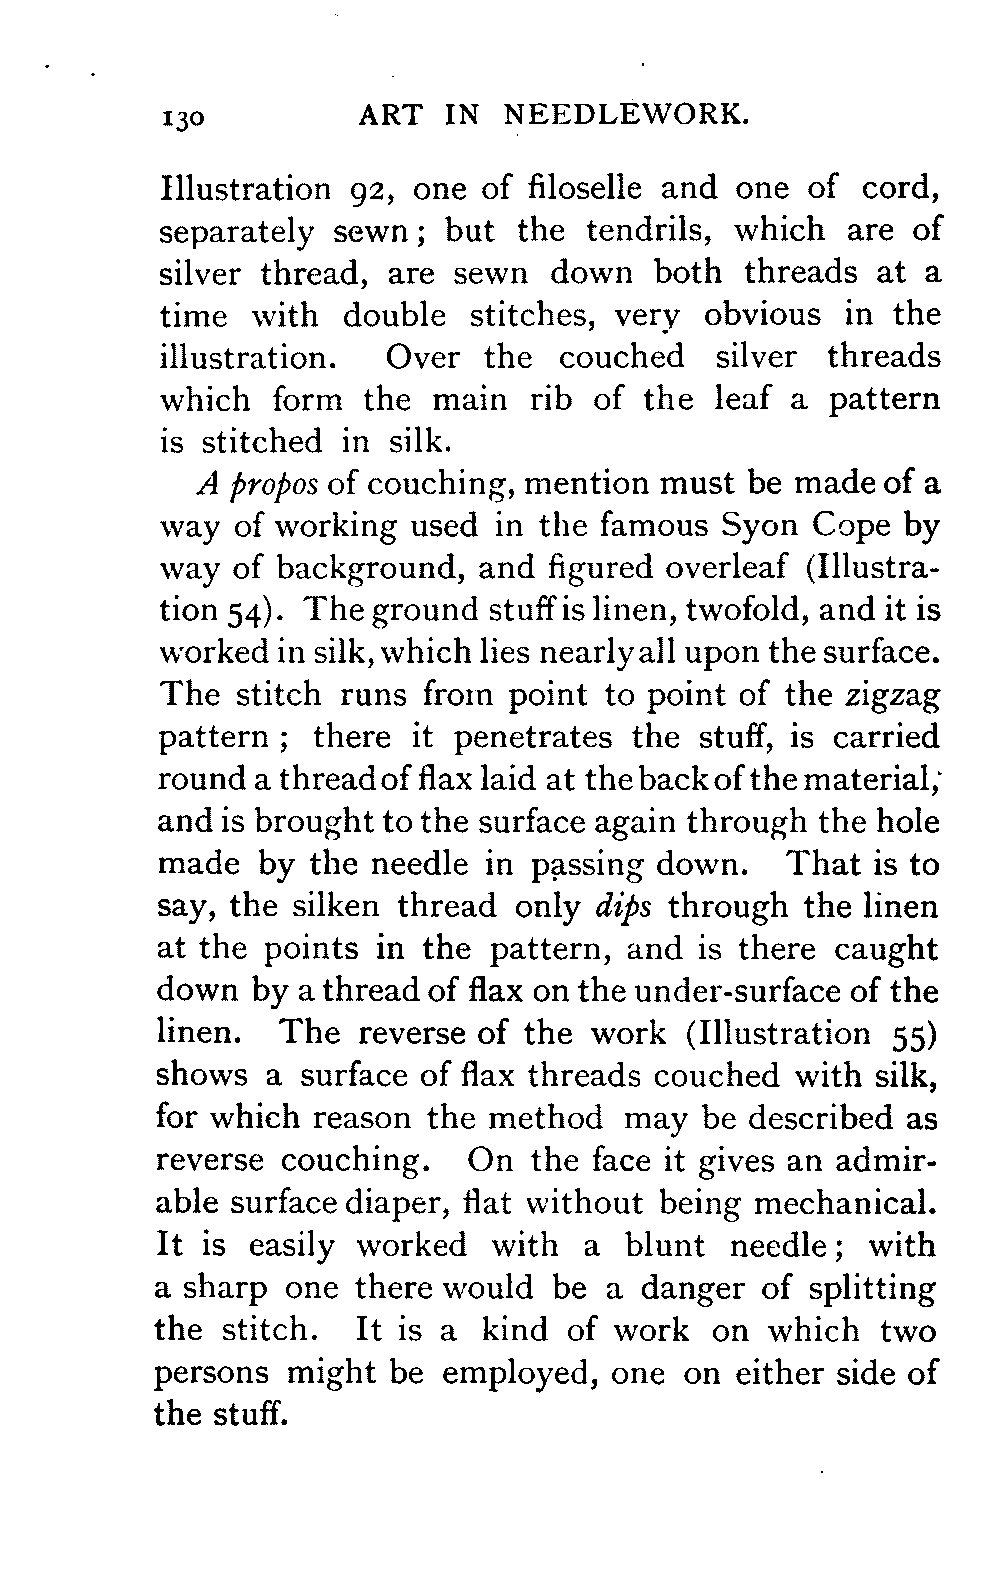 130 ART IN NEEDLEWORK.
Illustration 92, one of filoselle and one of cord,
separately sewn; but the tendrils, which are of
silver thread, are sewn down both threads at a
time with double stitches, very obvious in the
illustration. Over the couched silver threads
which form the main rib of the leaf a pattern
is stitched in silk.
A propos of couching, mention must be made of a
way of working used in the famous Syon Cope by
way of background, and figured overleaf (Illustra-
tion 54). The ground stuff is linen, twofold, and it is
worked in silk, which lies nearly all upon the surface.
The stitch runs from point to point of the zigzag
pattern; there it penetrates the stuff, is carried
round a thread of flax laid at the back of the material,
and is brought to the surface again through the hole
made by the needle in passing down. That is to
say, the silken thread only dips through the linen
at the points in the pattern, and is there caught
down by a thread of flax on the under-surface of the
linen. The reverse of the work (Illustration 55)
shows a surface of flax threads couched with silk,
for which reason the method may be described as
reverse couching. On the face it gives an admir-
able surface diaper, flat without being mechanical.
It is easily worked with a blunt needle; with
a sharp one there would be a danger of splitting
the stitch. It is a kind of work on which two
persons might be employed, one on either side of
the stuff.